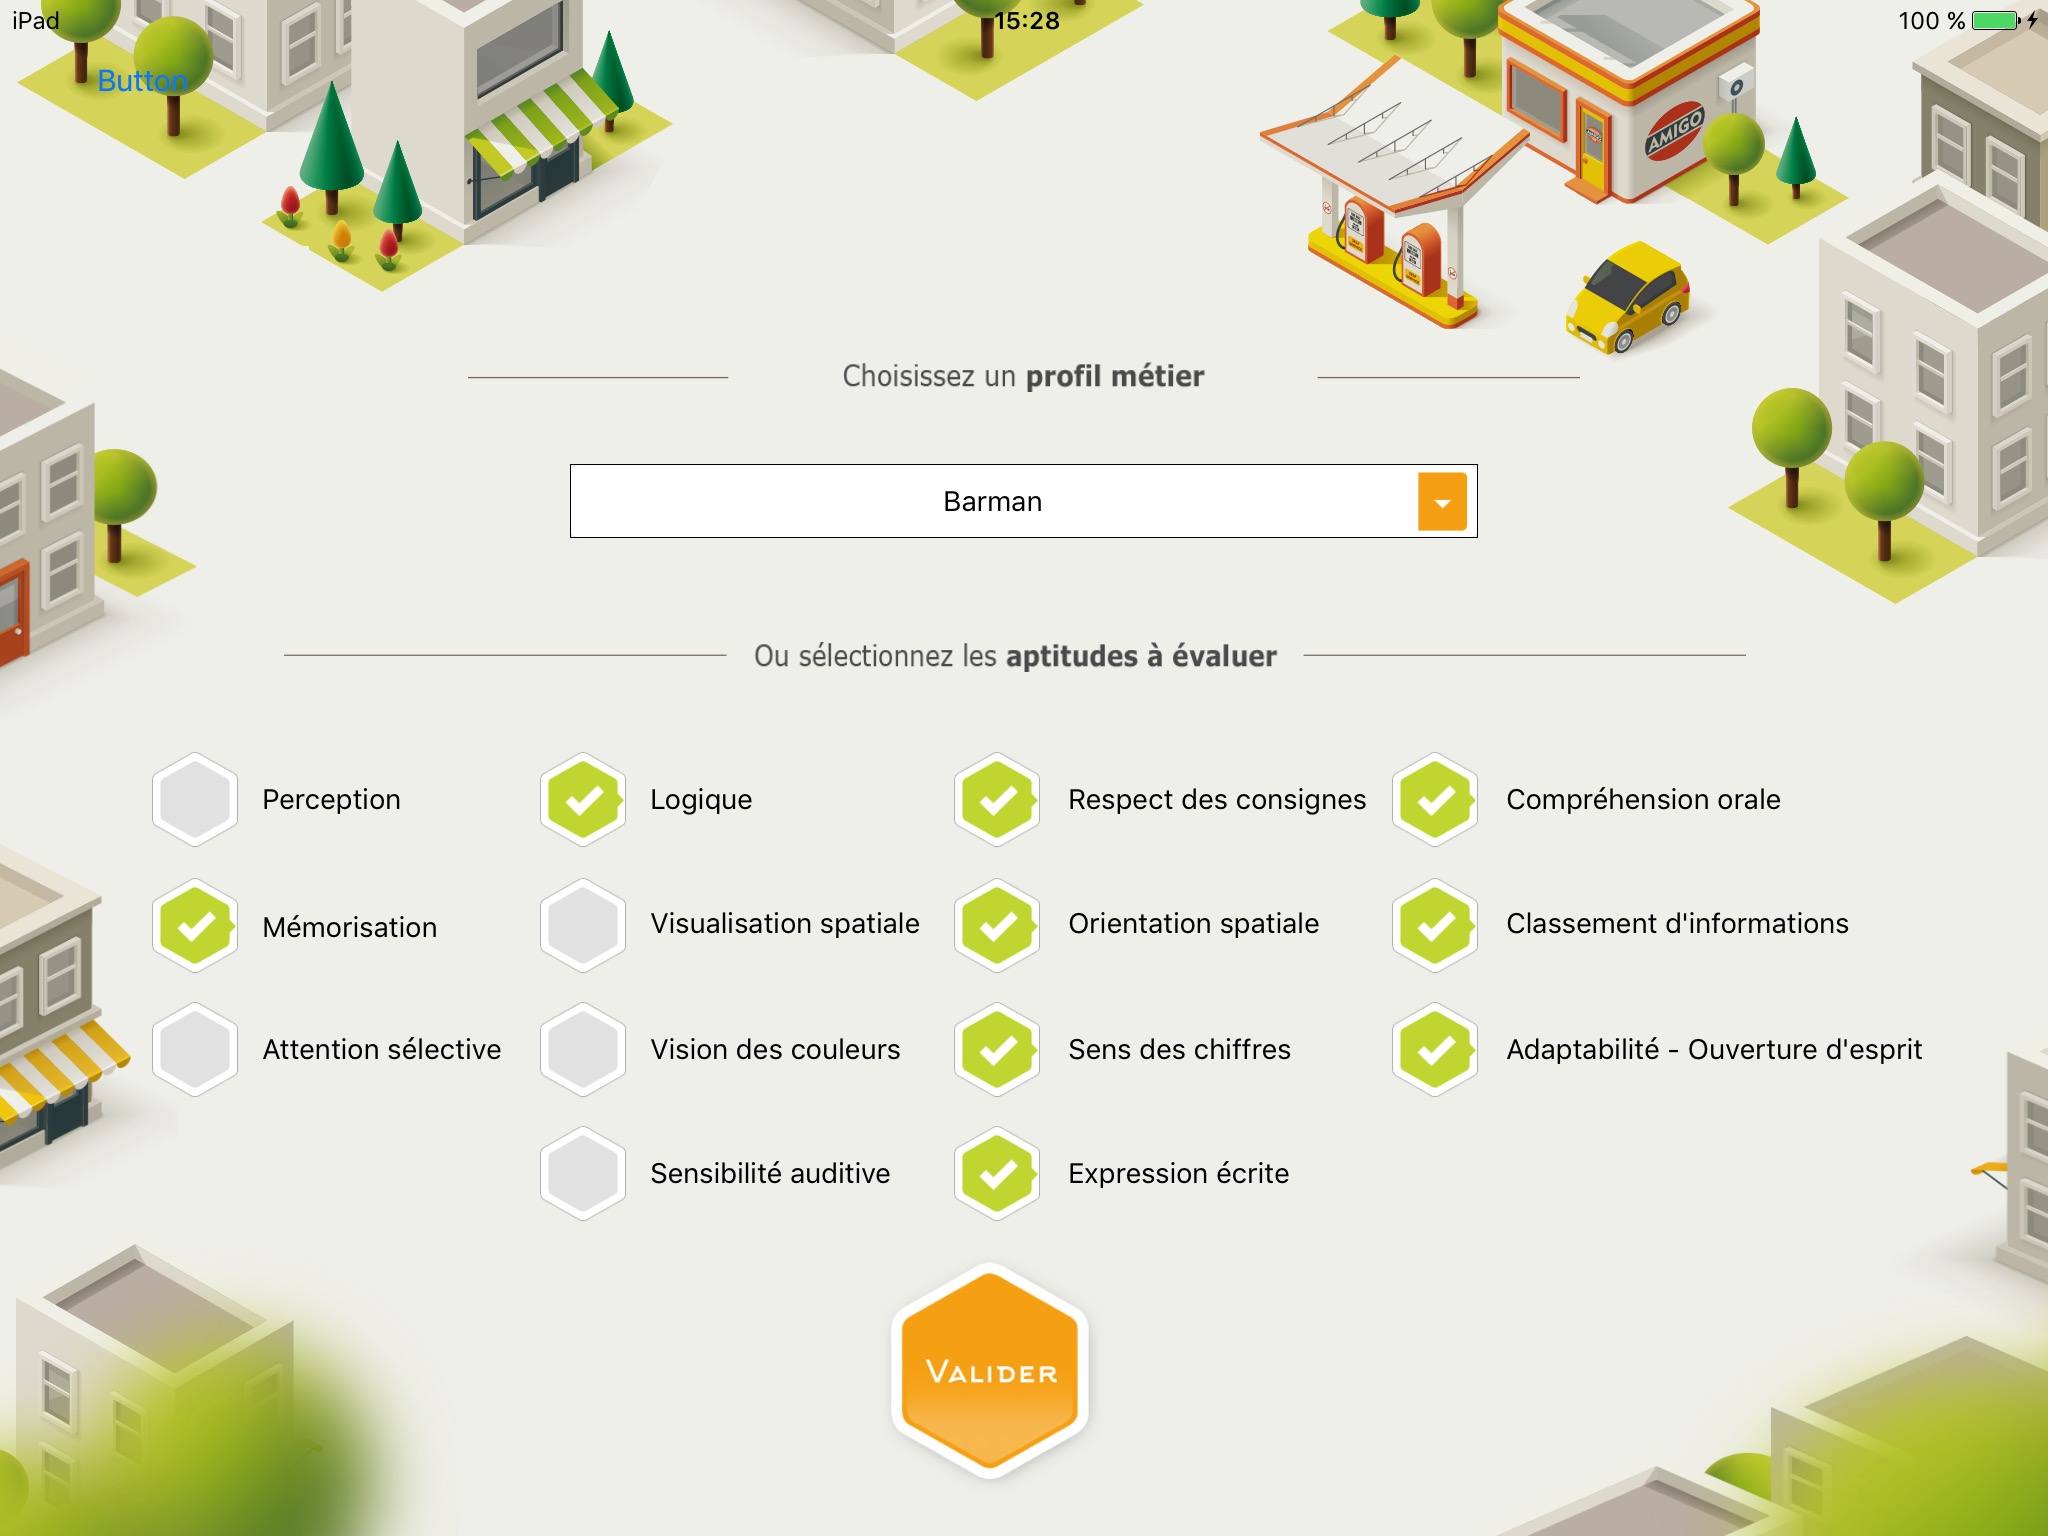 iPad
15:28
100 %
Button
AMIGO
Choisissez un profil métier
Barman
Ou sélectionnez les aptitudes à évaluer
Perception
Logique
Respect des consignes
Compréhension orale
Mémorisation
Visualisation spatiale
Orientation spatiale
Classement d'informations
Attention sélective
Vision des couleurs
Sens des chiffres
Adaptabilité - Ouverture d'esprit
Sensibilité auditive
Expression écrite
VALIDER